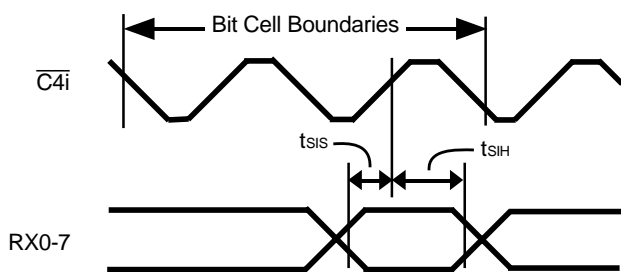 Bit Cell Boundaries
C4i
tSIS
tSIH
RX0-7